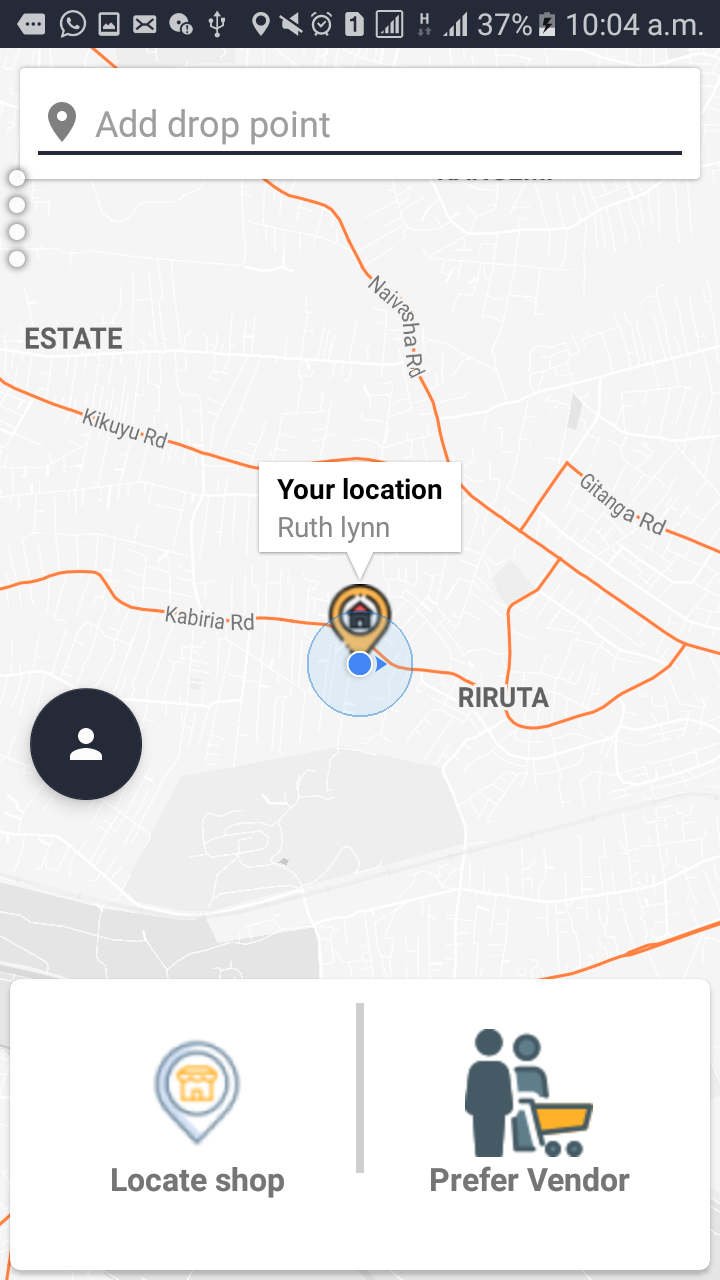 1 H 37% 10:04 a.m.
Add drop point
Naivasha Rd
ESTATE
Kikuyu Rd
Gitanga Rd
Your location
Ruth lynn
Kabiria Rd
RIRUTA
Locate shop
Prefer Vendor